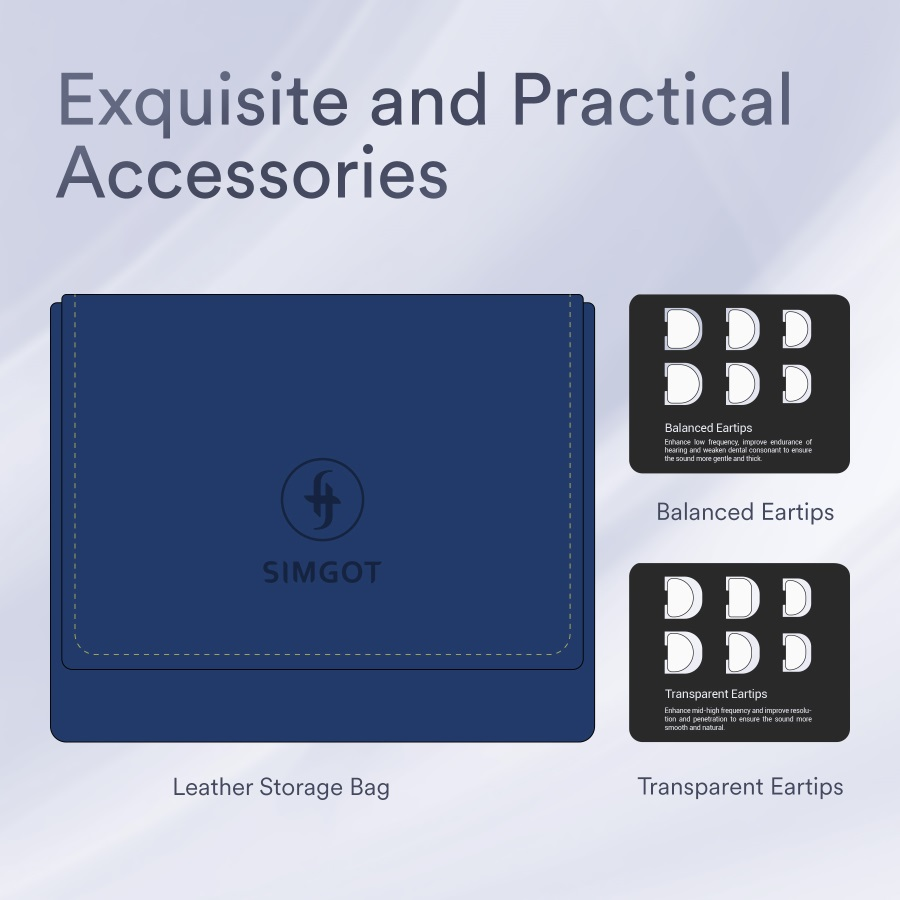 Exquisite and Practical
Accessories
SIMGOT
Leather Storage Bag
Balanced Eartips
Enhance low frequency, improve endurance of
hearing and weaken dental consonant to ensure
the sound more gentle and thick.
Balanced Eartips
Transparent Eartips
Enhance mid-high frequency and improve resolu-
tion and penetration to ensure the sound more
smooth and natural.
Transparent Eartips